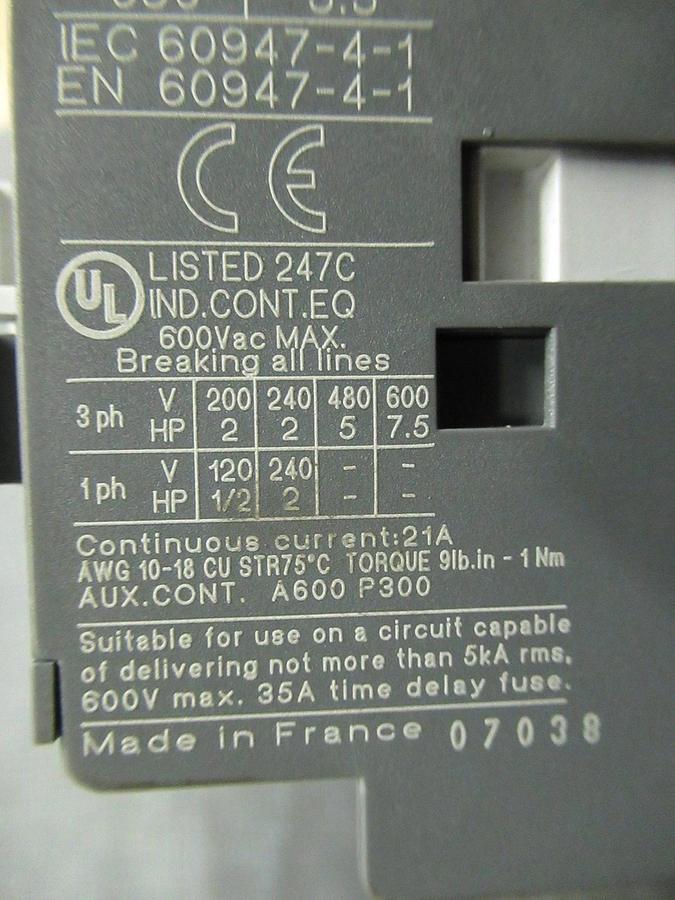 IEC 60947-4-1
EN 60947-4-1
CE
UL LISTED 247C
IND.CONT.EQ
600Vac MAX.
Breaking all lines
3 ph V 200 240 480 600
HP 2 2 5 7.5
1 ph V 120 240 - -
HP 1/2 2 - -
Continuous current:21A
AWG 10-18 CU STR75°C TORQUE 9lb.in - 1 Nm
AUX.CONT. A600 P300
Suitable for use on a circuit capable
of delivering not more than 5kA rms,
600V max. 35A time delay fuse.
Made in France 07038